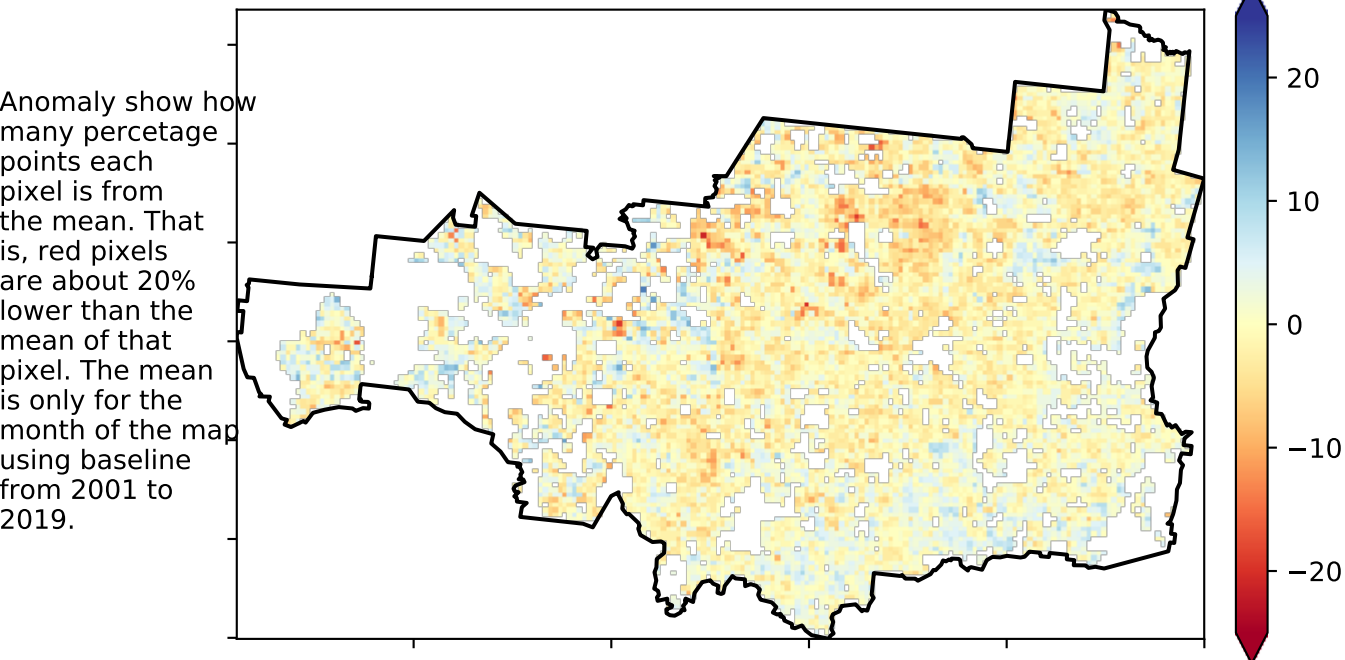 Anomaly show how
many percetage
points each
pixel is from
the mean. That
is, red pixels
are about 20%
lower than the
mean of that
pixel. The mean
is only for the
month of the map
using baseline
from 2001 to
2019.
20
10
0
−10
−20